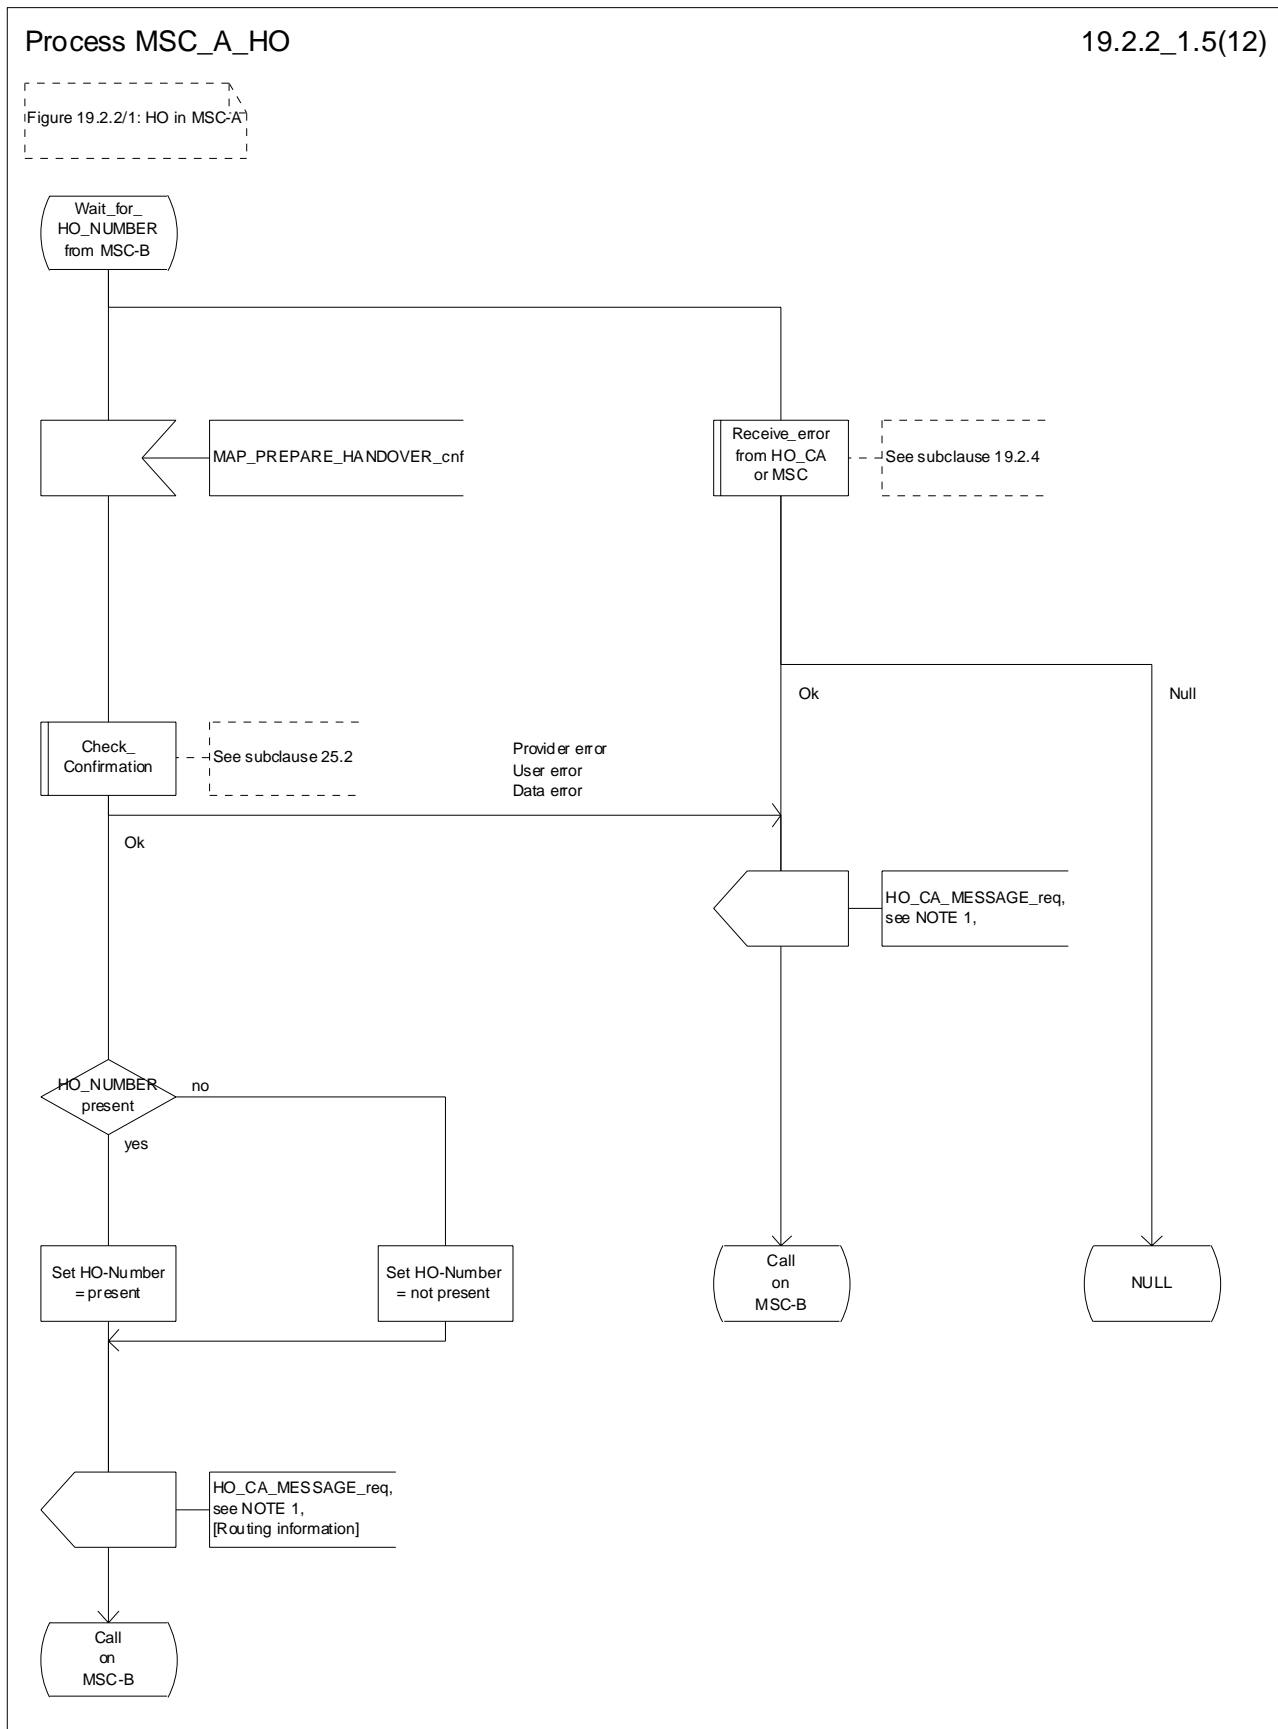 Process MSC_A_HO
19.2.2_1.5(12)
Figure 19.2.2/1: HO in MSC-A
Wait_for_
HO_NUMBER
from MSC-B
MAP_PREPARE_HANDOVER_cnf
Receive_error
from HO_CA
or MSC
See subclause 19.2.4
Ok
Null
Check_
Confirmation
See subclause 25.2
Provider error
User error
Data error
Ok
HO_CA_MESSAGE_req,
see NOTE 1,
HO_NUMBER
present
no
yes
Set HO-Number
= present
Set HO-Number
= not present
Call
on
MSC-B
NULL
HO_CA_MESSAGE_req,
see NOTE 1,
[Routing information]
Call
on
MSC-B